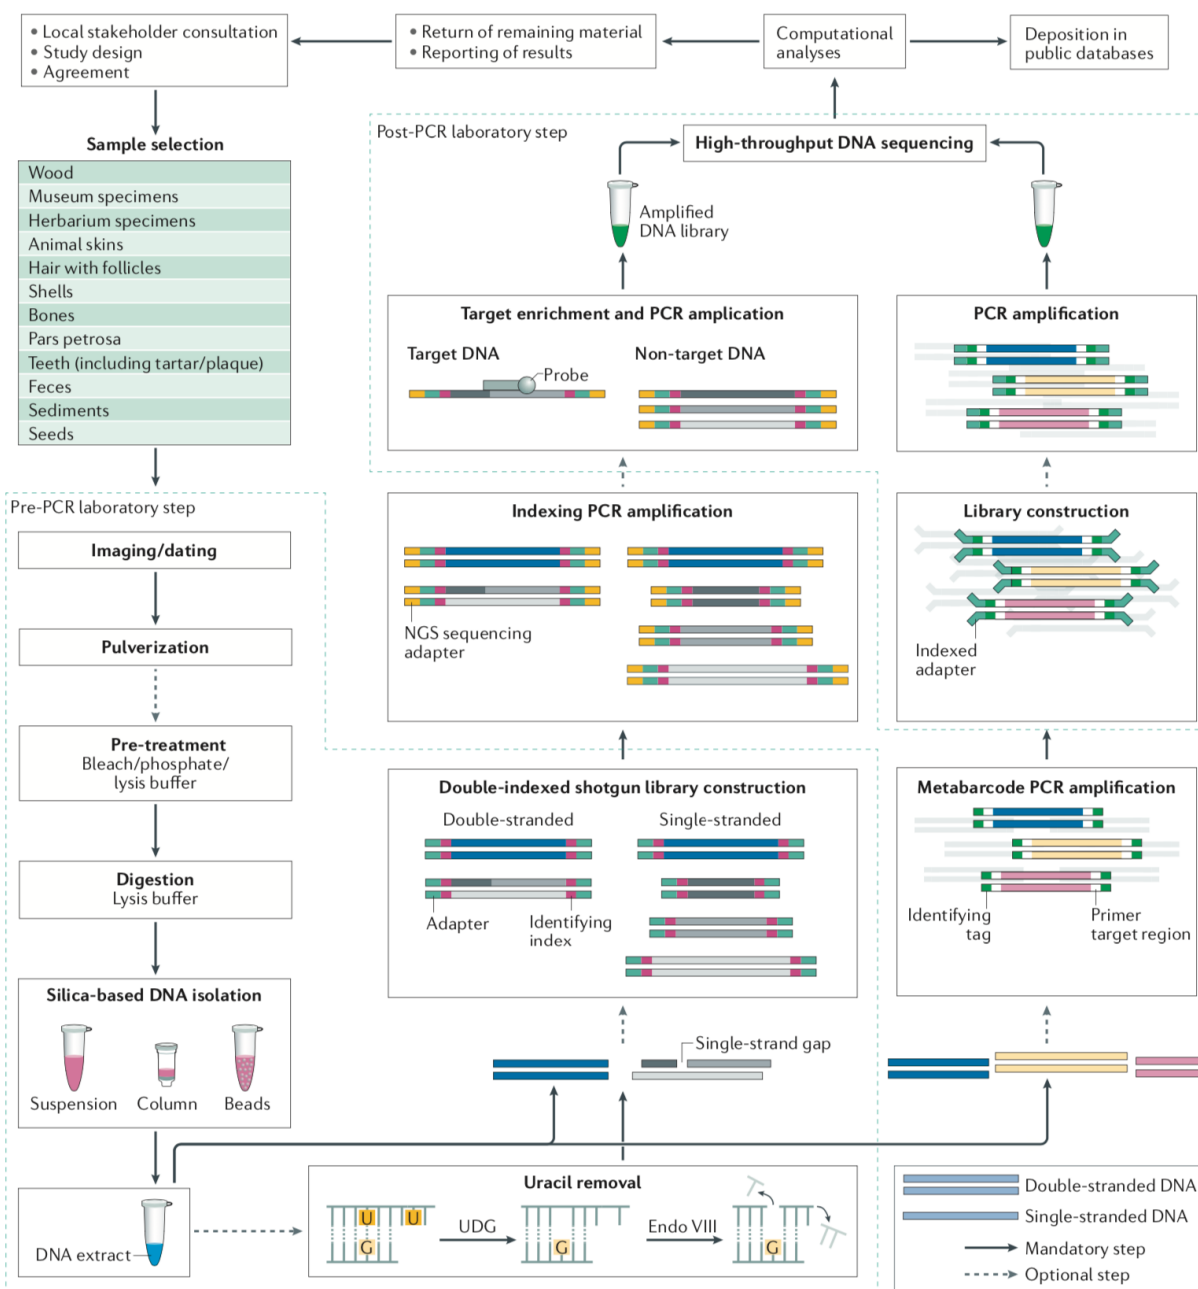 • Local stakeholder consultation
• Study design
• Agreement
• Return of remaining material
• Reporting of results
Computational
analyses
Deposition in
public databases
Sample selection
Wood
Museum specimens
Herbarium specimens
Animal skins
Hair with follicles
Shells
Bones
Pars petrosa
Teeth (including tartar/plaque)
Feces
Sediments
Seeds
Pre-PCR laboratory step
Imaging/dating
Pulverization
Pre-treatment
Bleach/phosphate/
lysis buffer
Digestion
Lysis buffer
Silica-based DNA isolation
Suspension
Column
Beads
DNA extract
Post-PCR laboratory step
High-throughput DNA sequencing
Amplified
DNA library
Target enrichment and PCR amplication
Target DNA
Non-target DNA
Probe
Indexing PCR amplification
NGS sequencing
adapter
Double-indexed shotgun library construction
Double-stranded
Single-stranded
Adapter
Identifying
index
Single-strand gap
Uracil removal
U
U
G
UDG
G
Endo VIII
G
PCR amplification
Library construction
Indexed
adapter
Metabarcode PCR amplification
Identifying
tag
Primer
target region
Double-stranded DNA
Single-stranded DNA
Mandatory step
Optional step